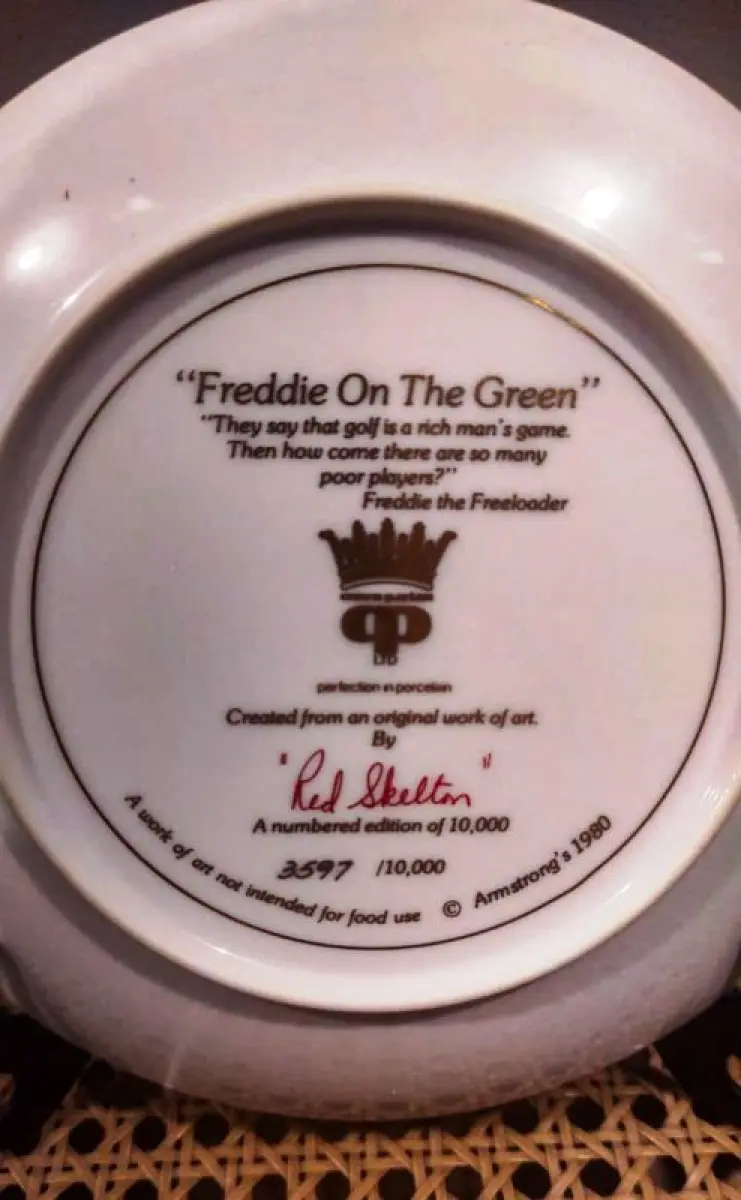 “Freddie On The Green”
“They say that golf is a rich man's game.
Then how come there are so many
poor players?”
Freddie the Freeloader
LTD
perfection in porcelain
Created from an original work of art.
By
"Red Skelton"
A numbered edition of 10,000
3597 /10,000
A work of art not intended for food use © Armstrong's 1980